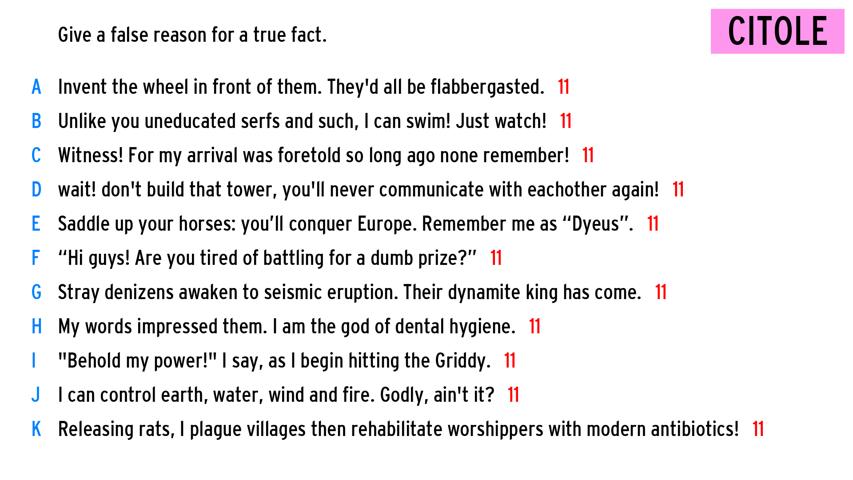 Give a false reason for a true fact.
CITOLE
A Invent the wheel in front of them. They'd all be flabbergasted. 11
B Unlike you uneducated serfs and such, I can swim! Just watch! 11
C Witness! For my arrival was foretold so long ago none remember! 11
D wait! don't build that tower, you'll never communicate with eachother again! 11
E Saddle up your horses: you’ll conquer Europe. Remember me as “Dyeus”. 11
F “Hi guys! Are you tired of battling for a dumb prize?” 11
G Stray denizens awaken to seismic eruption. Their dynamite king has come. 11
H My words impressed them. I am the god of dental hygiene. 11
I "Behold my power!" I say, as I begin hitting the Griddy. 11
J I can control earth, water, wind and fire. Godly, ain't it? 11
K Releasing rats, I plague villages then rehabilitate worshippers with modern antibiotics! 11